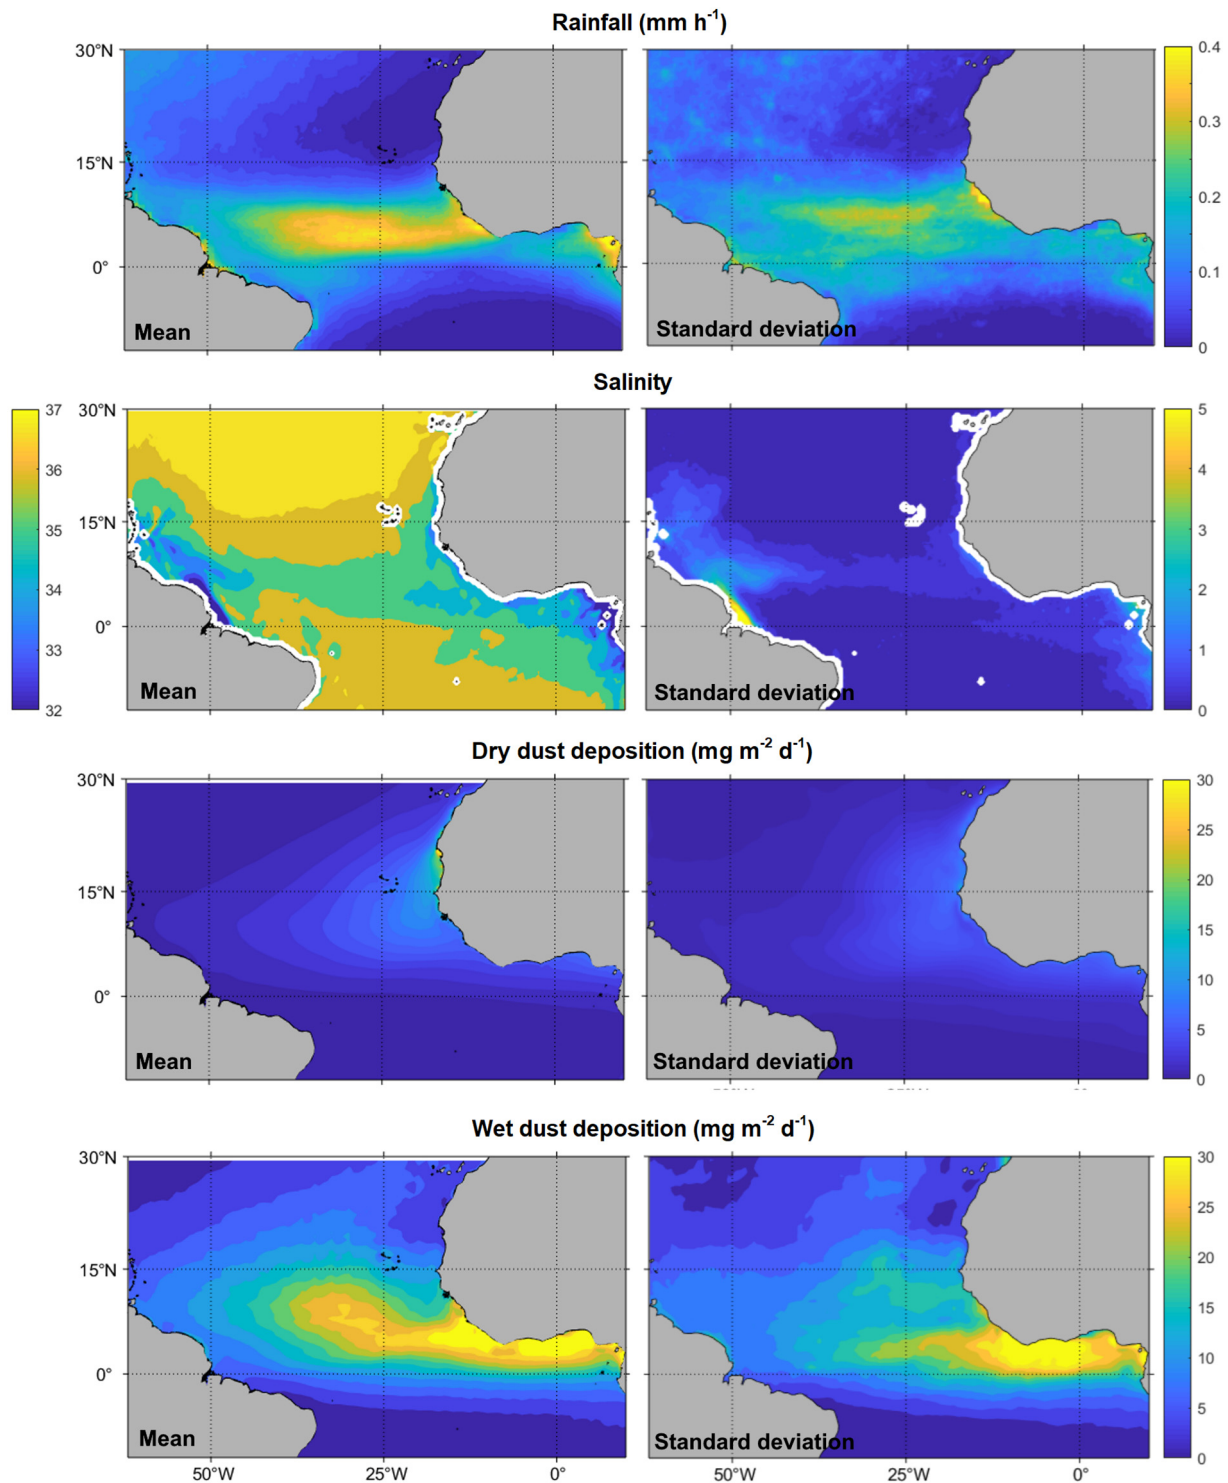 Rainfall (mm h⁻¹)
30°N
15°N
0°
Mean
Standard deviation
0.4
0.3
0.2
0.1
0
Salinity
37
36
35
34
33
32
30°N
15°N
0°
Mean
Standard deviation
5
4
3
2
1
0
Dry dust deposition (mg m⁻² d⁻¹)
30°N
15°N
0°
Mean
Standard deviation
30
25
20
15
10
5
0
Wet dust deposition (mg m⁻² d⁻¹)
30°N
15°N
0°
Mean
Standard deviation
30
25
20
15
10
5
0
50°W 25°W 0° 50°W 25°W 0°